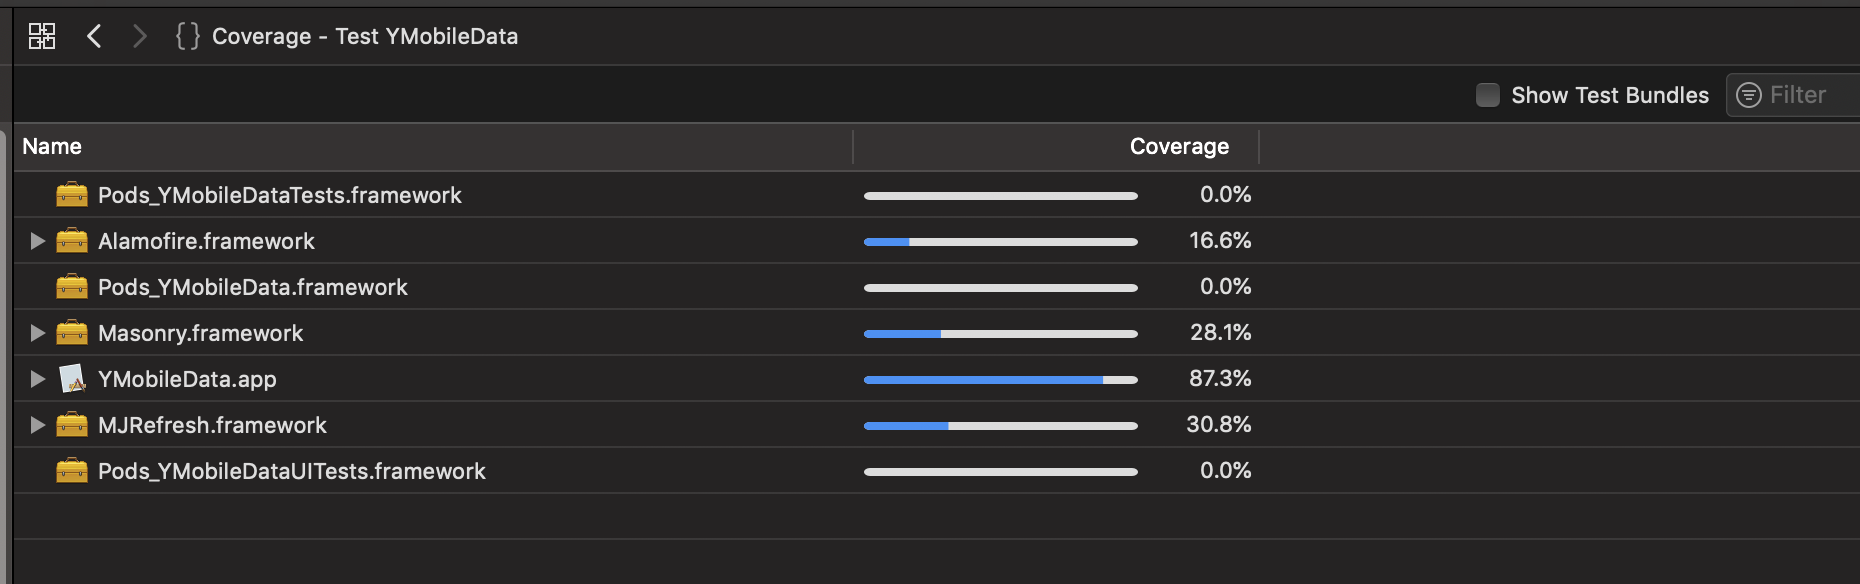 {} Coverage - Test YMobileData
Show Test Bundles Filter
Name Coverage
Pods_YMobileDataTests.framework 0.0%
Alamofire.framework 16.6%
Pods_YMobileData.framework 0.0%
Masonry.framework 28.1%
YMobileData.app 87.3%
MJRefresh.framework 30.8%
Pods_YMobileDataUITests.framework 0.0%